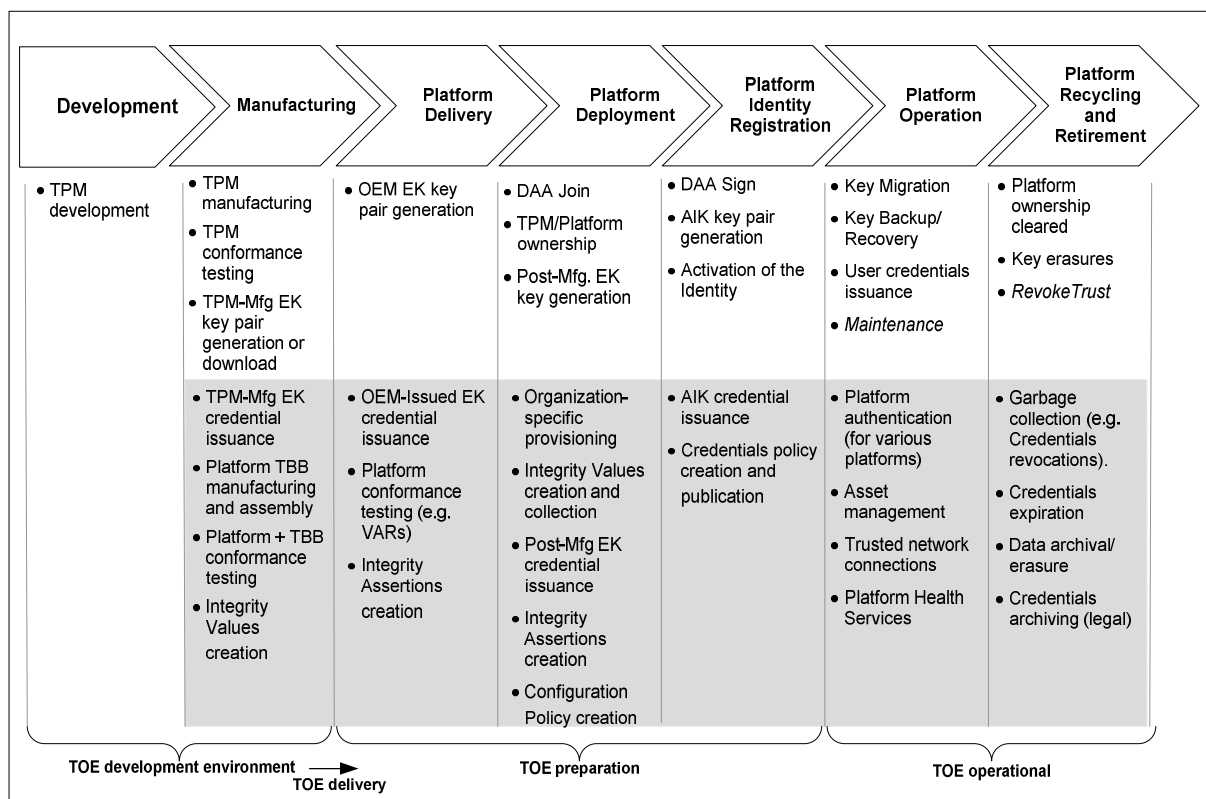 Development
Manufacturing
Platform
Delivery
Platform
Deployment
Platform
Identity
Registration
Platform
Operation
Platform
Recycling
and
Retirement
• TPM
development
• TPM
manufacturing
• TPM
conformance
testing
• TPM-Mfg EK
key pair
generation or
download
• TPM-Mfg EK
credential
issuance
• Platform TBB
manufacturing
and assembly
• Platform + TBB
conformance
testing
• Integrity
Values
creation
• OEM EK key
pair generation
• OEM-Issued EK
credential
issuance
• Platform
conformance
testing (e.g.
VARs)
• Integrity
Assertions
creation
• DAA Join
• TPM/Platform
ownership
• Post-Mfg. EK
key generation
• Organization-
specific
provisioning
• Integrity Values
creation and
collection
• Post-Mfg EK
credential
issuance
• Integrity
Assertions
creation
• Configuration
Policy creation
• DAA Sign
• AIK key pair
generation
• Activation of the
Identity
• AIK credential
issuance
• Credentials policy
creation and
publication
• Key Migration
• Key Backup/
Recovery
• User credentials
issuance
• Maintenance
• Platform
authentication
(for various
platforms)
• Asset
management
• Trusted network
connections
• Platform Health
Services
• Platform
ownership
cleared
• Key erasures
• RevokeTrust
• Garbage
collection (e.g.
Credentials
revocations).
• Credentials
expiration
• Data archival/
erasure
• Credentials
archiving (legal)
TOE development environment
TOE delivery
TOE preparation
TOE operational